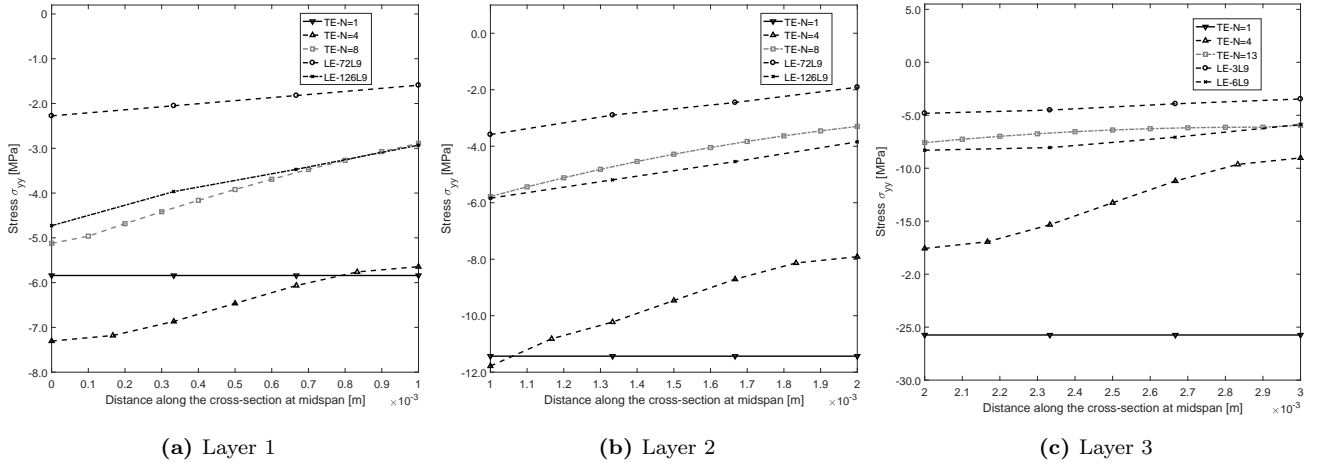 0
-1.0
-2.0
-3.0
-4.0
-5.0
-6.0
-7.0
-8.0
Stress σyy [MPa]
TE-N=1
TE-N=4
TE-N=8
LE-72L9
LE-126L9
0 0.1 0.2 0.3 0.4 0.5 0.6 0.7 0.8 0.9 1
Distance along the cross-section at midspan [m] ×10-3
(a) Layer 1
0.0
-2.0
-4.0
-6.0
-8.0
-10.0
-12.0
Stress σyy [MPa]
TE-N=1
TE-N=4
TE-N=8
LE-72L9
LE-126L9
1 1.1 1.2 1.3 1.4 1.5 1.6 1.7 1.8 1.9 2
Distance along the cross-section at midspan [m] ×10-3
(b) Layer 2
5.0
0.0
-5.0
-10.0
-15.0
-2.0
-25.0
-30.0
Stress σyy [MPa]
TE-N=1
TE-N=4
TE-N=13
LE-3L9
LE-6L9
2 2.1 2.2 2.3 2.4 2.5 2.6 2.7 2.8 2.9 3
Distance along the cross-section at midspan [m] ×10-3
(c) Layer 3